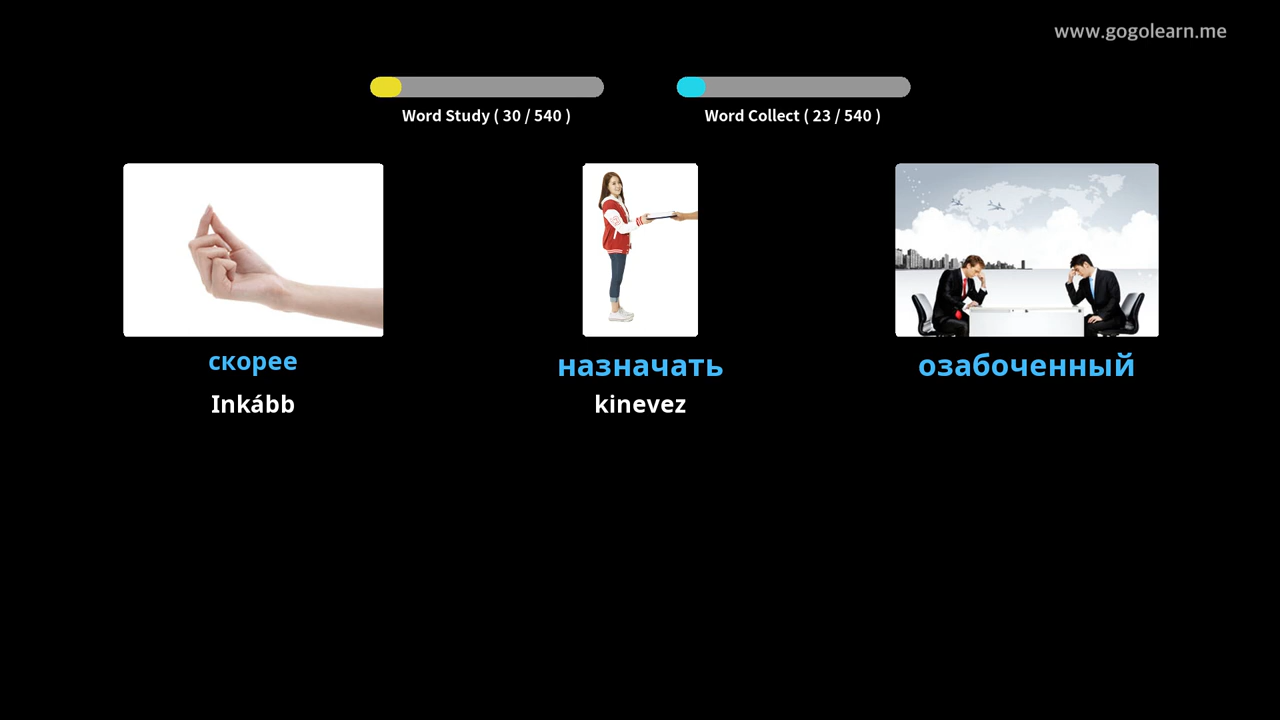 www.gogolearn.me
Word Study ( 30 / 540 )
Word Collect ( 23 / 540 )
скорее
назначать
озабоченный
Inkább
kinevez